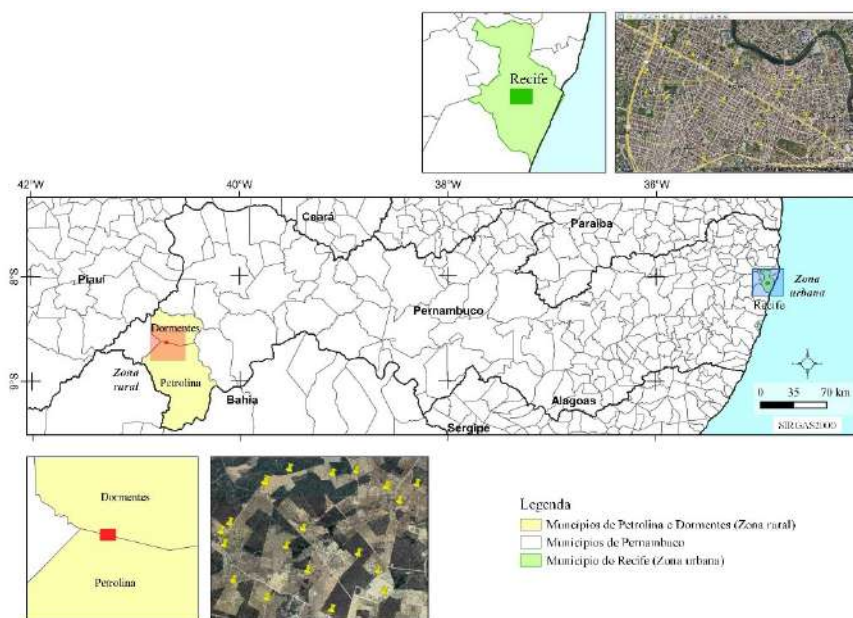 Recife
42°W
40°W
38°W
36°W
Ceará
Paraiba
Piauí
8°S
Zona
urbana
Recife
Pernambuco
Dormentes
Zona
rural
Petrolina
9°S
Bahia
Alagoas
Sergipe
0 35 70 km
SIRGAS2000
Dormentes
Petrolina
Legenda
Municípios de Petrolina e Dormentes (Zona rural)
Municípios de Pernambuco
Municipio do Recife (Zona urbana)